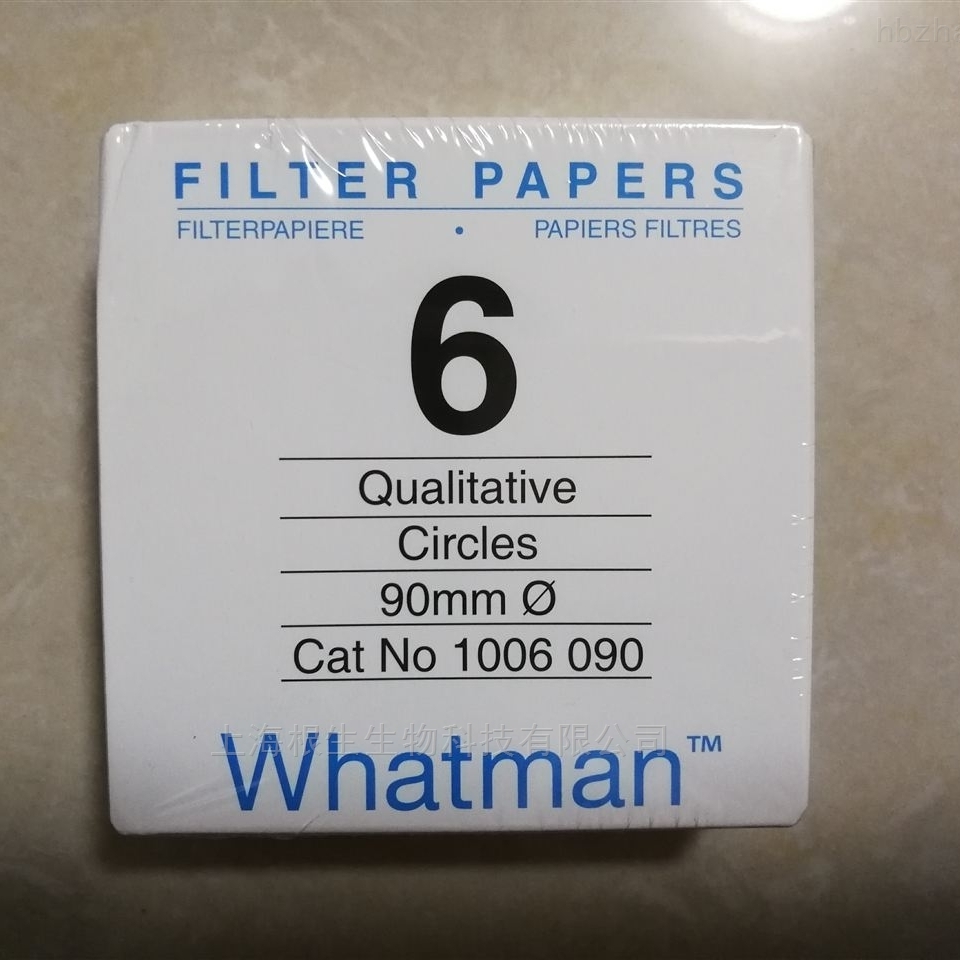 FILTER PAPERS
FILTERPAPIERE • PAPIERS FILTRES
6
Qualitative
Circles
90mm Ø
Cat No 1006 090
上海根生生物科技有限公司
Whatman™